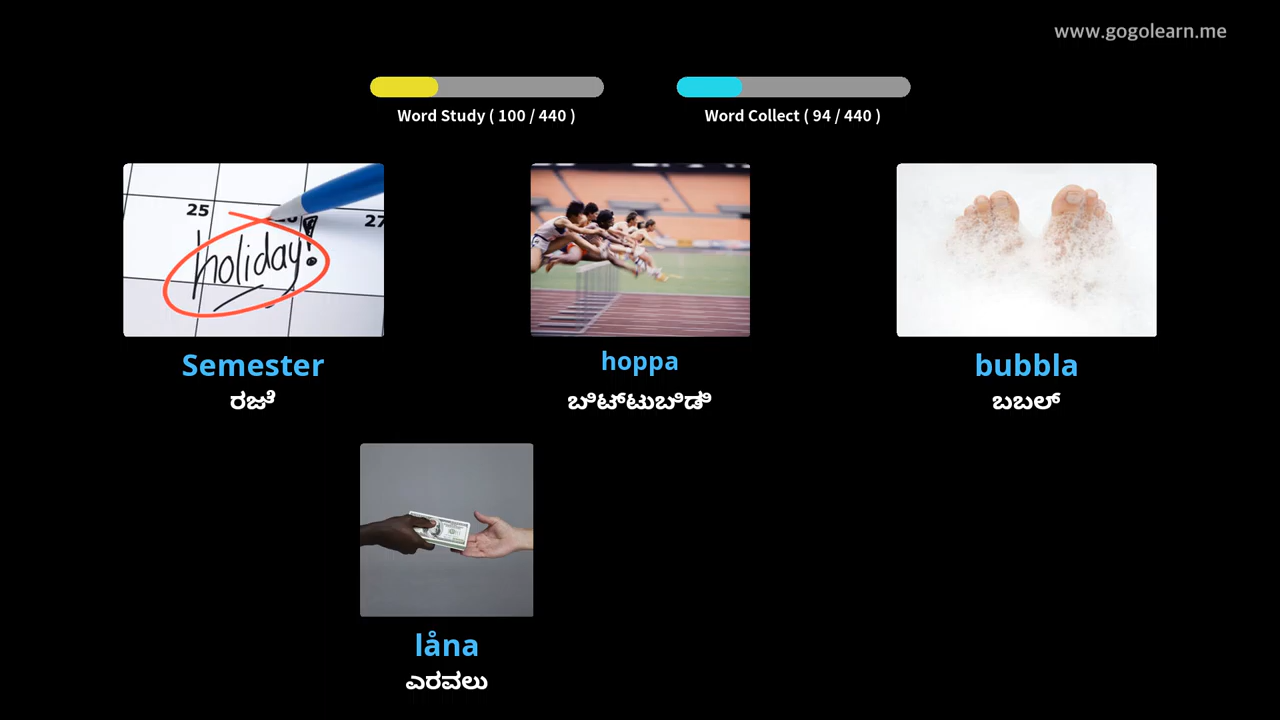 www.gogolearn.me
Word Study ( 100 / 440 )
Word Collect ( 94 / 440 )
25
27
holiday!
Semester
ರಜೆ
hoppa
ಬಿಟ್ಟುಬಿಡಿ
bubbla
ಬಬಲ್
låna
ಎರವಲು